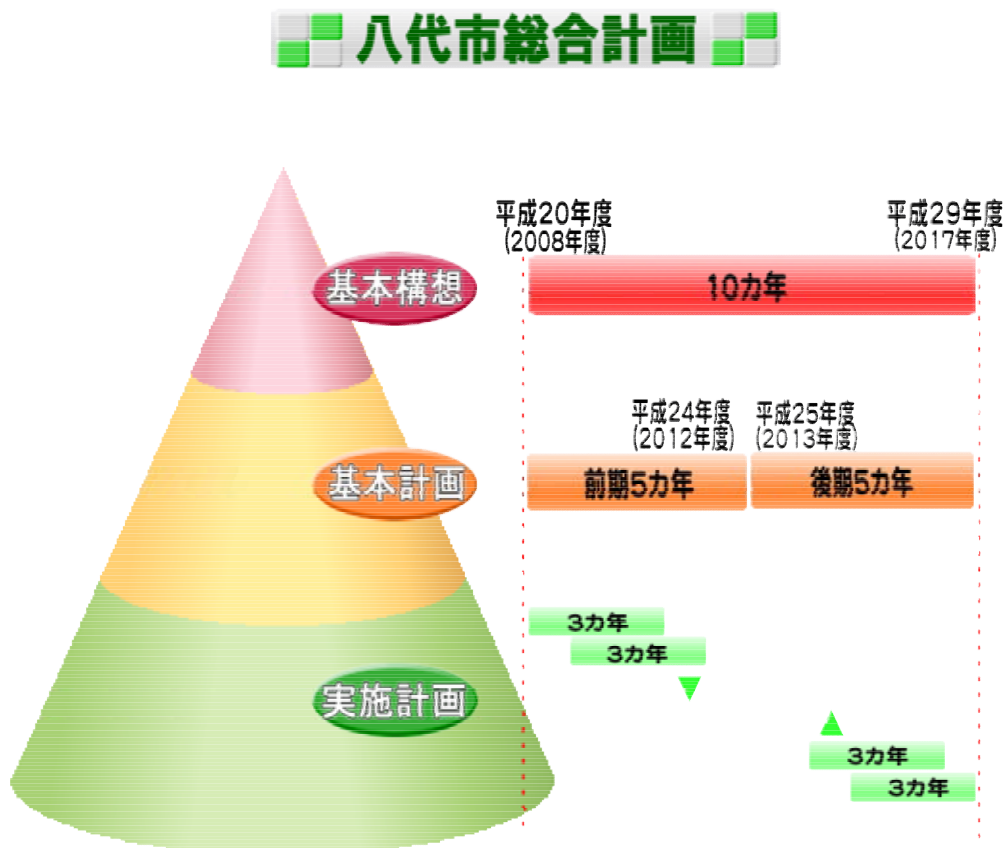 八代市総合計画
平成20年度
(2008年度)
平成29年度
(2017年度)
基本構想
10カ年
平成24年度
(2012年度)
平成25年度
(2013年度)
基本計画
前期5カ年
後期5カ年
3カ年
3カ年
実施計画
3カ年
3カ年